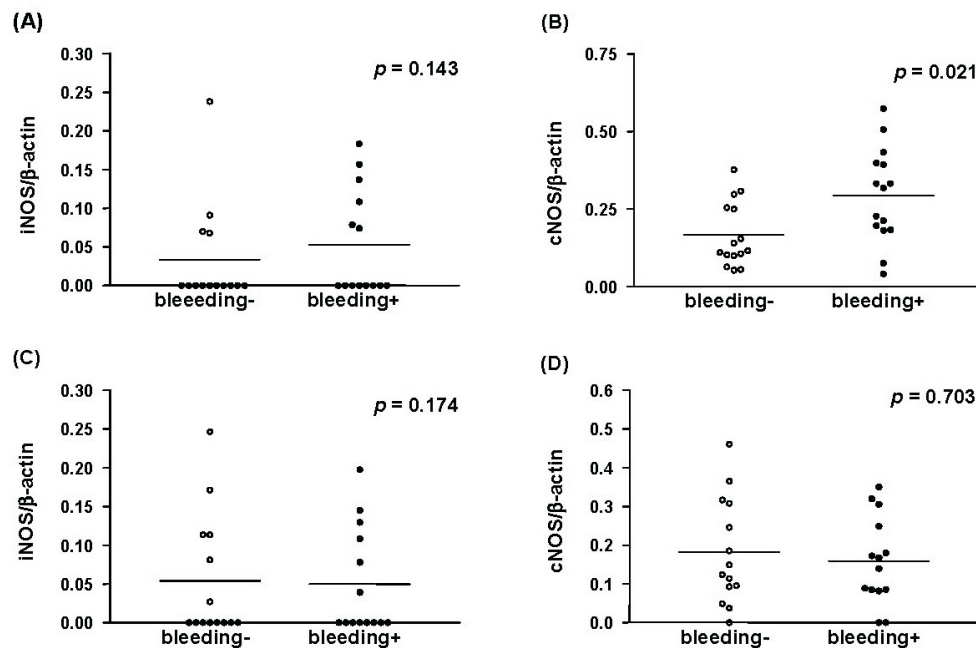 (A)
iNOS/β-actin
0.30
0.25
0.20
0.15
0.10
0.05
0.00
p = 0.143
bleeeding-
bleeding+
(B)
cNOS/β-actin
0.75
0.50
0.25
0.00
p = 0.021
bleeding-
bleeding+
(C)
iNOS/β-actin
0.30
0.25
0.20
0.15
0.10
0.05
0.00
p = 0.174
bleeding-
bleeding+
(D)
cNOS/β-actin
0.6
0.5
0.4
0.3
0.2
0.1
0.0
p = 0.703
bleeding-
bleeding+